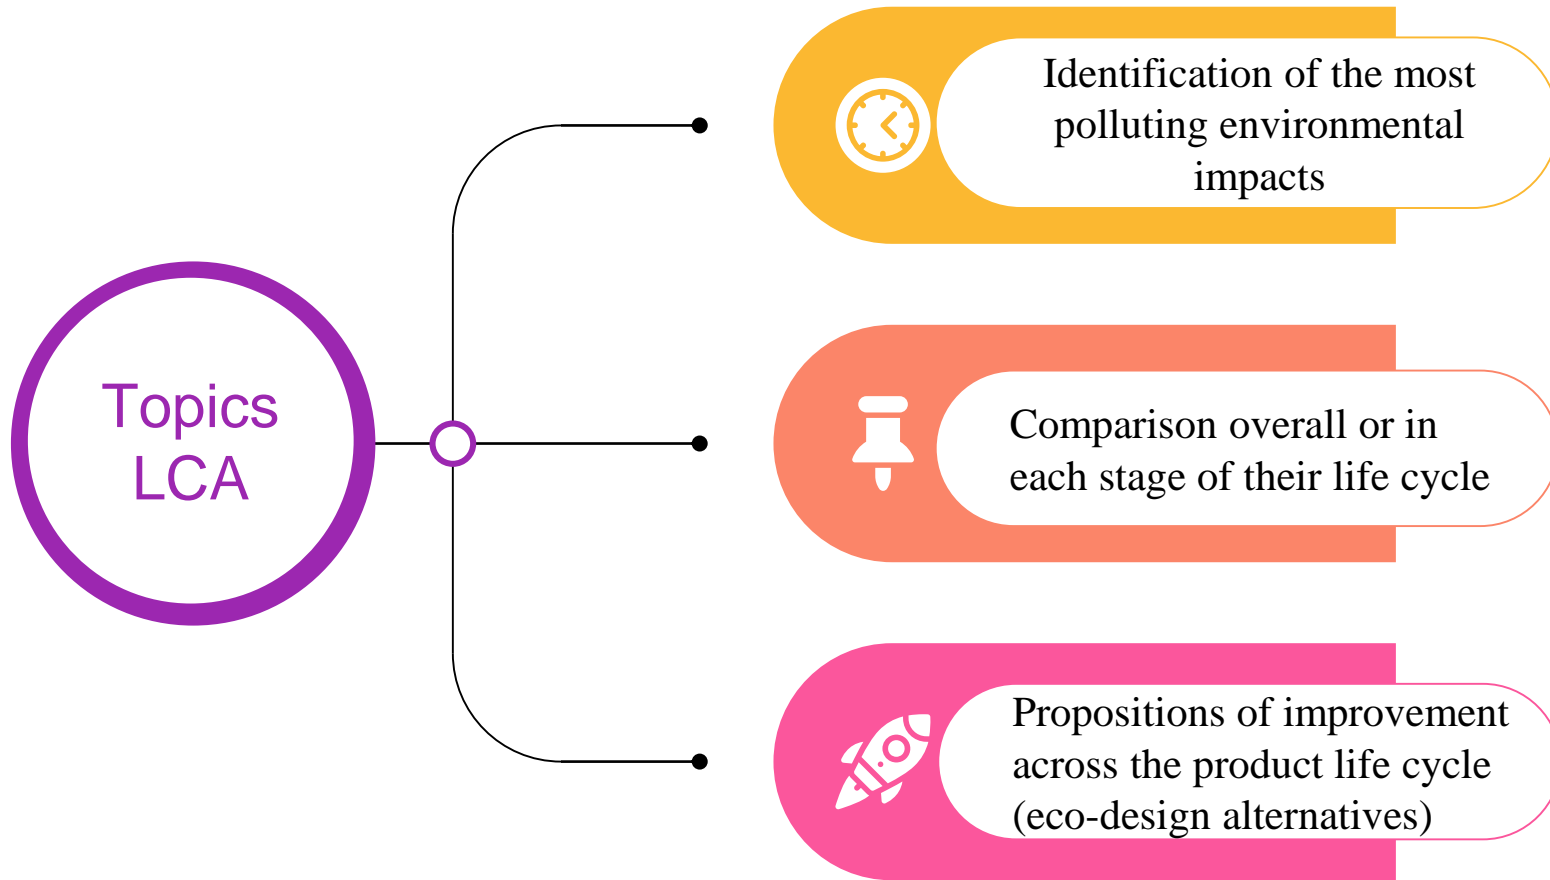 Topics
LCA
Identification of the most
polluting environmental
impacts
Comparison overall or in
each stage of their life cycle
Propositions of improvement
across the product life cycle
(eco-design alternatives)